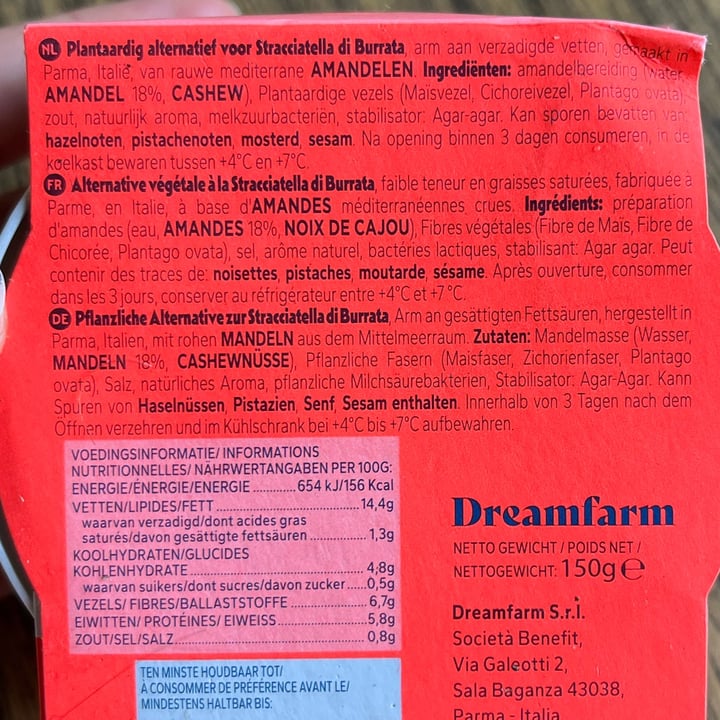 NL Plantaardig alternatief voor Stracciatella di Burrata, arm aan verzadigde vetten, gemaakt in
Parma, Italië, van rauwe mediterrane AMANDELEN. Ingrediënten: amandelbereiding (water,
AMANDEL 18%, CASHEW), Plantaardige vezels (Maïsvezel, Cichoreivezel, Plantago ovata),
zout, natuurlijk aroma, melkzuurbacteriën, stabilisator: Agar-agar. Kan sporen bevatten van:
hazelnoten, pistachenoten, mosterd, sesam. Na opening binnen 3 dagen consumeren, in de
koelkast bewaren tussen +4°C en +7°C.
FR Alternative végétale à la Stracciatella di Burrata, faible teneur en graisses saturées, fabriquée à
Parme, en Italie, à base d'AMANDES méditerranéennes crues. Ingrédients: préparation
d'amandes (eau, AMANDES 18%, NOIX DE CAJOU), Fibres végétales (Fibre de Maïs, Fibre de
Chicorée, Plantago ovata), sel, arôme naturel, bactéries lactiques, stabilisant: Agar agar. Peut
contenir des traces de: noisettes, pistaches, moutarde, sésame. Après ouverture, consommer
dans les 3 jours, conserver au réfrigérateur entre +4°C et +7 °C.
DE Pflanzliche Alternative zur Stracciatella di Burrata, Arm an gesättigten Fettsäuren, hergestellt in
Parma, Italien, mit rohen MANDELN aus dem Mittelmeerraum. Zutaten: Mandelmasse (Wasser,
MANDELN 18%, CASHEWNÜSSE), Pflanzliche Fasern (Maisfaser, Zichorienfaser, Plantago
ovata), Salz, natürliches Aroma, pflanzliche Milchsäurebakterien, Stabilisator: Agar-Agar. Kann
Spuren von Haselnüssen, Pistazien, Senf, Sesam enthalten. Innerhalb von 3 Tagen nach dem
Öffnen verzehren und im Kühlschrank bei +4°C bis +7°C aufbewahren.
VOEDINGSINFORMATIE/ INFORMATIONS
NUTRITIONNELLES/ NÄHRWERTANGABEN PER 100G:
ENERGIE/ÉNERGIE/ENERGIE ............ 654 kJ/156 Kcal
VETTEN/LIPIDES/FETT ............ 14,4g
waarvan verzadigd/dont acides gras
saturés/davon gesättigte fettsäuren ............ 1,3g
KOOLHYDRATEN/GLUCIDES
KOHLENHYDRATE ............ 4,8g
waarvan suikers/dont sucres/davon zucker ..... 0,5g
VEZELS/ FIBRES/BALLASTSTOFFE ............ 6,7g
EIWITTEN/ PROTÉINES/ EIWEISS ............ 5,8g
ZOUT/SEL/SALZ ............ 0,8g
TEN MINSTE HOUDBAAR TOT/
À CONSOMMER DE PRÉFÉRENCE AVANT LE/
MINDESTENS HALTBAR BIS:
Dreamfarm
NETTO GEWICHT / POIDS NET /
NETTOGEWICHT: 150g e
Dreamfarm S.r.l.
Società Benefit,
Via Galeotti 2,
Sala Baganza 43038,
Parma - Italia